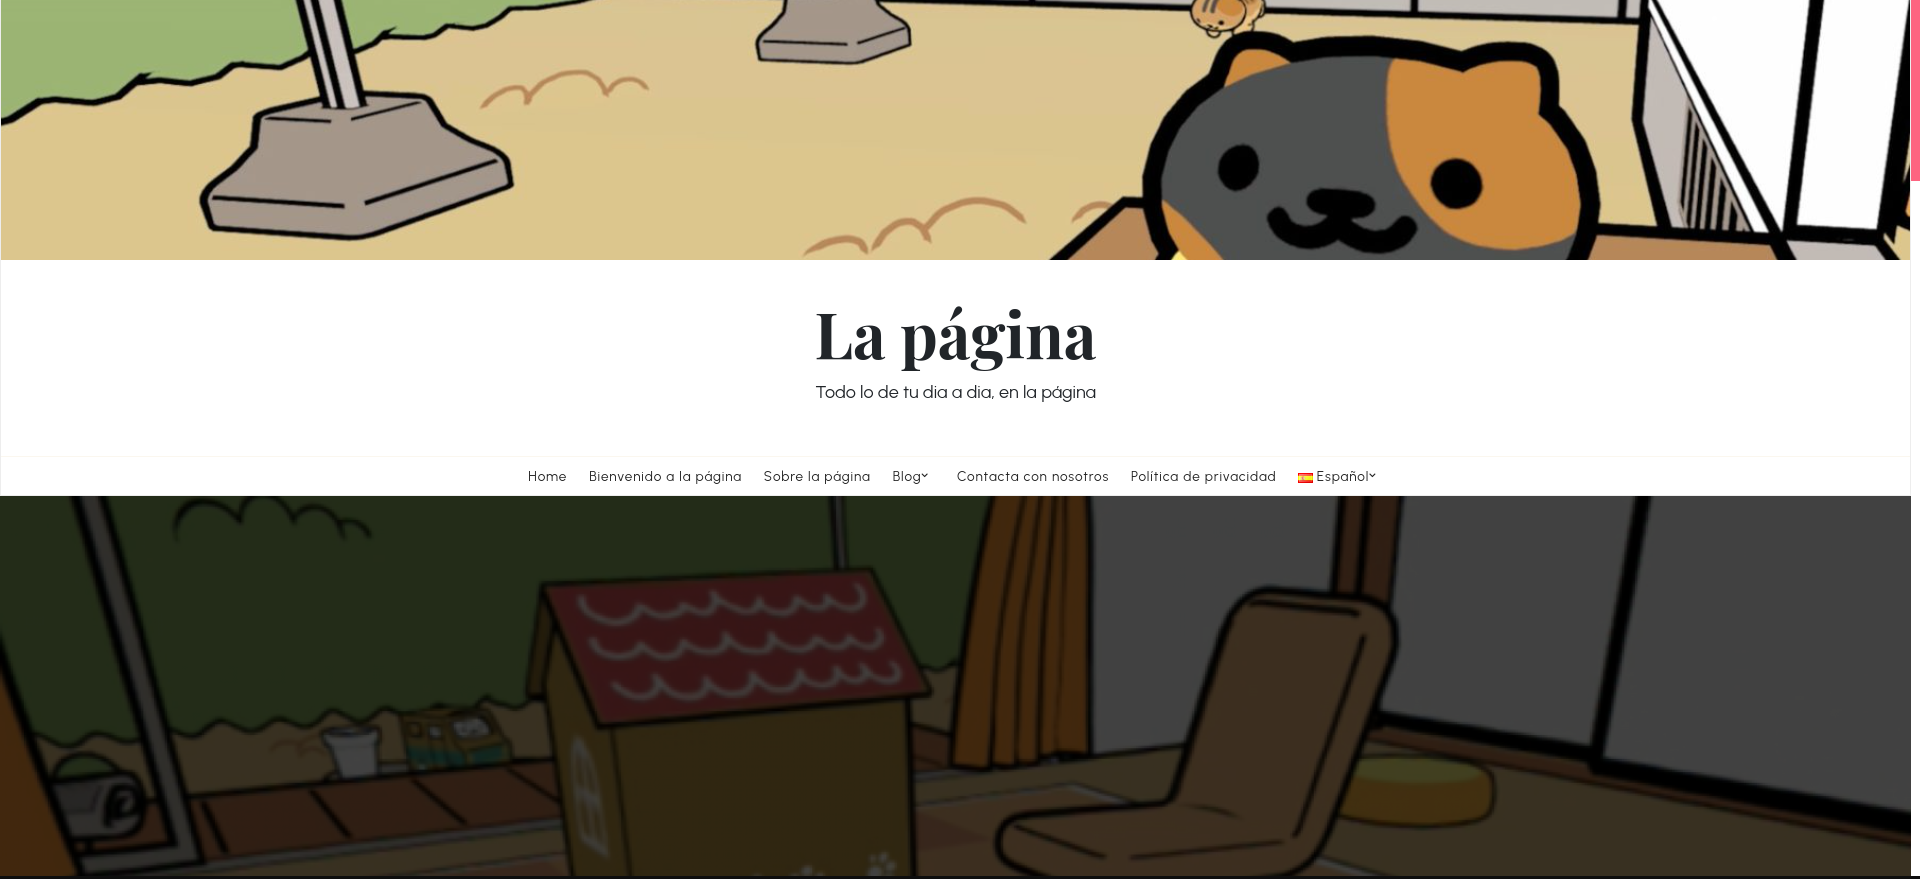 La página
Todo lo de tu dia a dia, en la página
Home Bienvenido a la página Sobre la página Blog Contacta con nosotros Política de privacidad Español